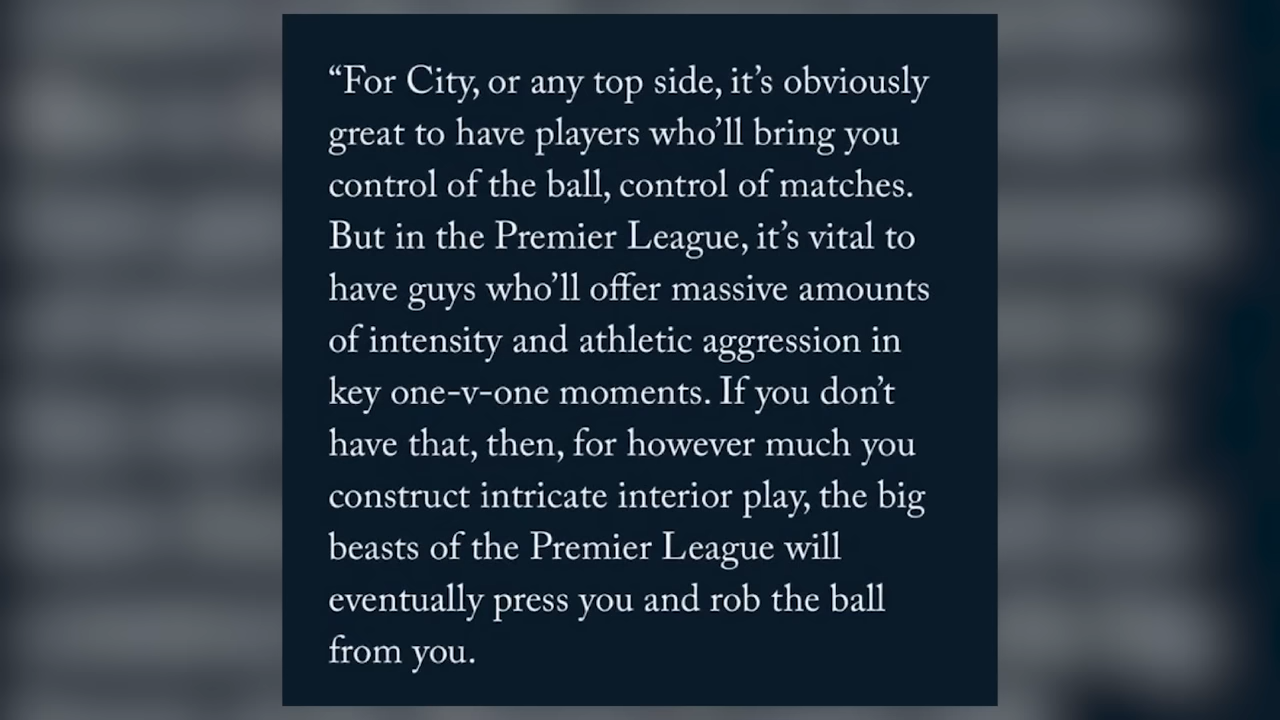 “For City, or any top side, it’s obviously
great to have players who’ll bring you
control of the ball, control of matches.
But in the Premier League, it’s vital to
have guys who’ll offer massive amounts
of intensity and athletic aggression in
key one-v-one moments. If you don’t
have that, then, for however much you
construct intricate interior play, the big
beasts of the Premier League will
eventually press you and rob the ball
from you.